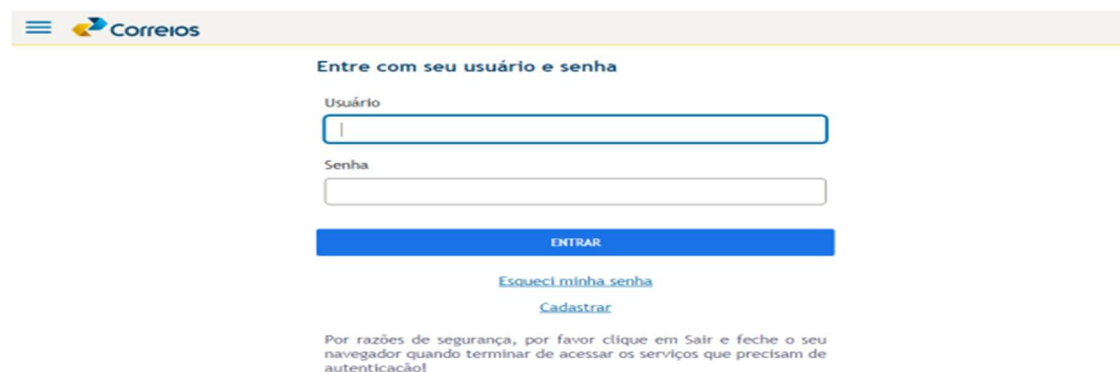 Correios
Entre com seu usuário e senha
Usuário
Senha
ENTRAR
Esqueci minha senha
Cadastrar
Por razões de segurança, por favor clique em Sair e feche o seu
navegador quando terminar de acessar os serviços que precisam de
autenticação!